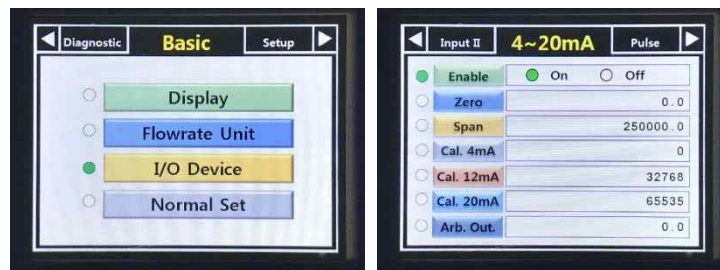 Diagnostic Basic Setup
Display
Flowrate Unit
I/O Device
Normal Set
Input II 4~20mA Pulse
Enable On Off
Zero 0.0
Span 250000.0
Cal. 4mA 0
Cal. 12mA 32768
Cal. 20mA 65535
Arb. Out. 0.0